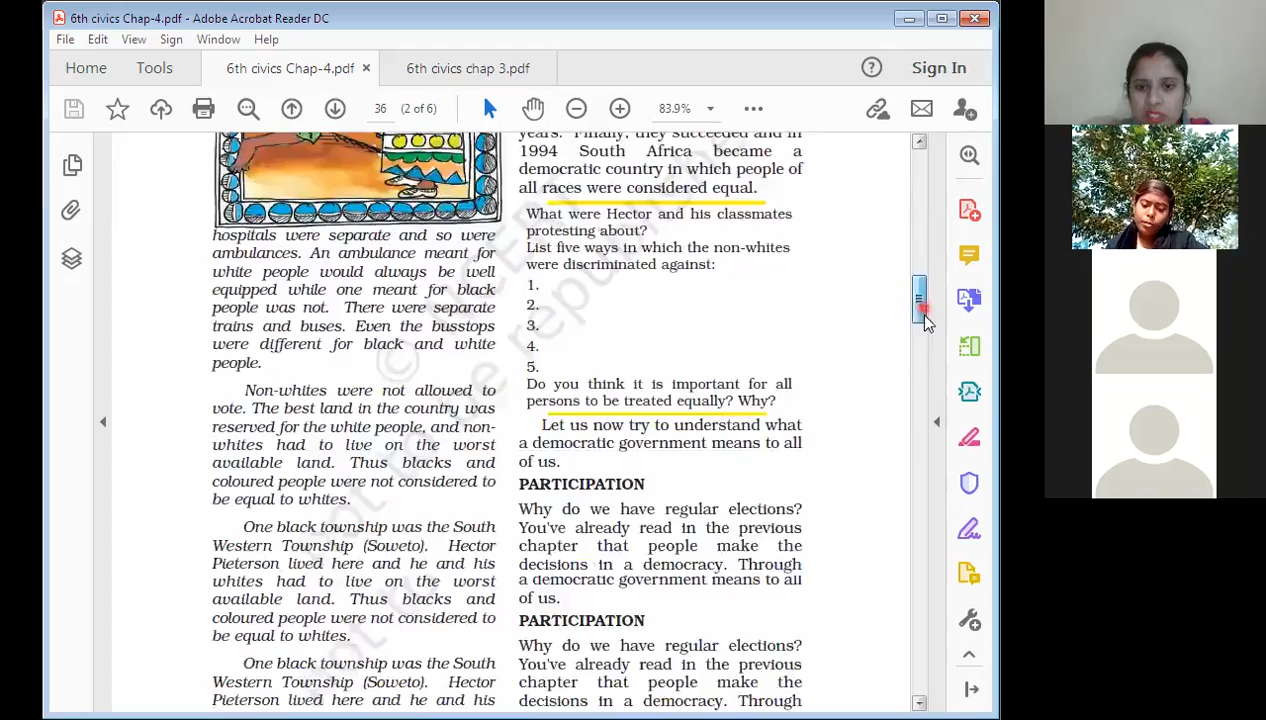 6th civics Chap-4.pdf - Adobe Acrobat Reader DC
File Edit View Sign Window Help
Home Tools 6th civics Chap-4.pdf × 6th civics chap 3.pdf Sign In
36 (2 of 6) 83.9%
hospitals were separate and so were
ambulances. An ambulance meant for
white people would always be well
equipped while one meant for black
people was not. There were separate
trains and buses. Even the busstops
were different for black and white
people.
Non-whites were not allowed to
vote. The best land in the country was
reserved for the white people, and non-
whites had to live on the worst
available land. Thus blacks and
coloured people were not considered to
be equal to whites.
One black township was the South
Western Township (Soweto). Hector
Pieterson lived here and he and his
whites had to live on the worst
available land. Thus blacks and
coloured people were not considered to
be equal to whites.
One black township was the South
Western Township (Soweto). Hector
Pieterson lived here and he and his
years. Finally, they succeeded and in
1994 South Africa became a
democratic country in which people of
all races were considered equal.
What were Hector and his classmates
protesting about?
List five ways in which the non-whites
were discriminated against:
1.
2.
3.
4.
5.
Do you think it is important for all
persons to be treated equally? Why?
Let us now try to understand what
a democratic government means to all
of us.
PARTICIPATION
Why do we have regular elections?
You've already read in the previous
chapter that people make the
decisions in a democracy. Through
a democratic government means to all
of us.
PARTICIPATION
Why do we have regular elections?
You've already read in the previous
chapter that people make the
decisions in a democracy. Through